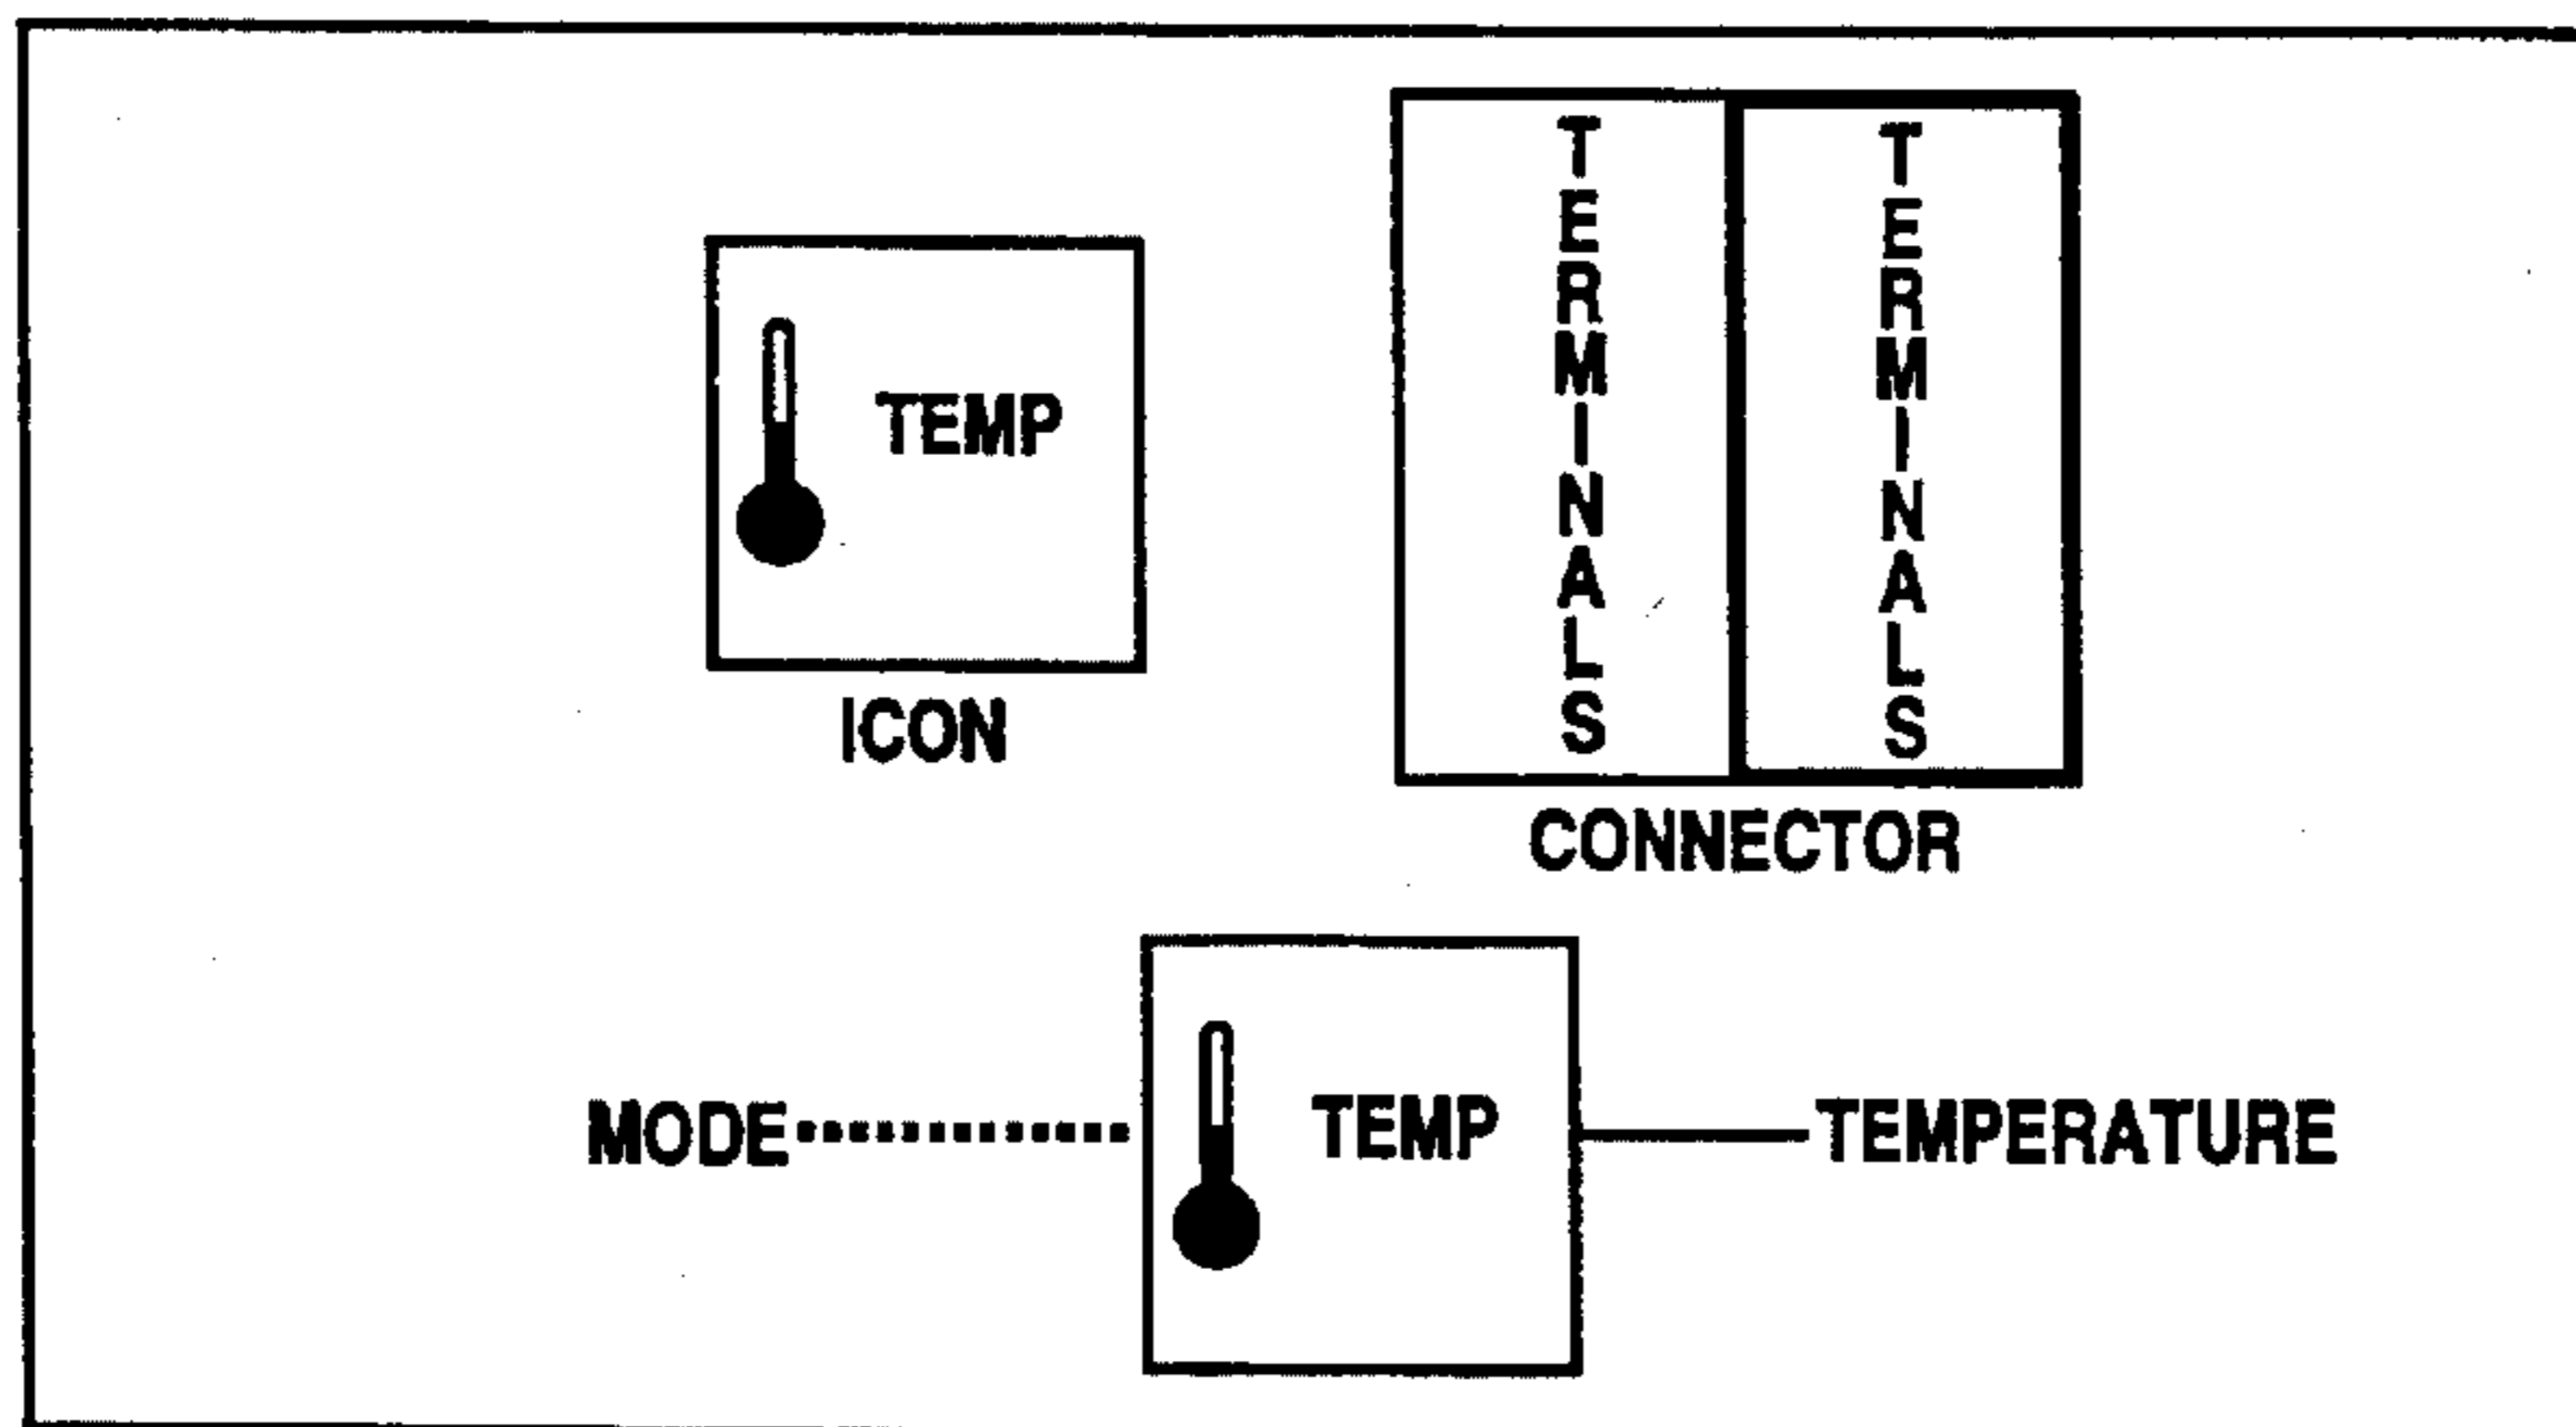 TERMINALS
TERMINALS
TEMP
ICON
CONNECTOR
MODE
TEMP
TEMPERATURE